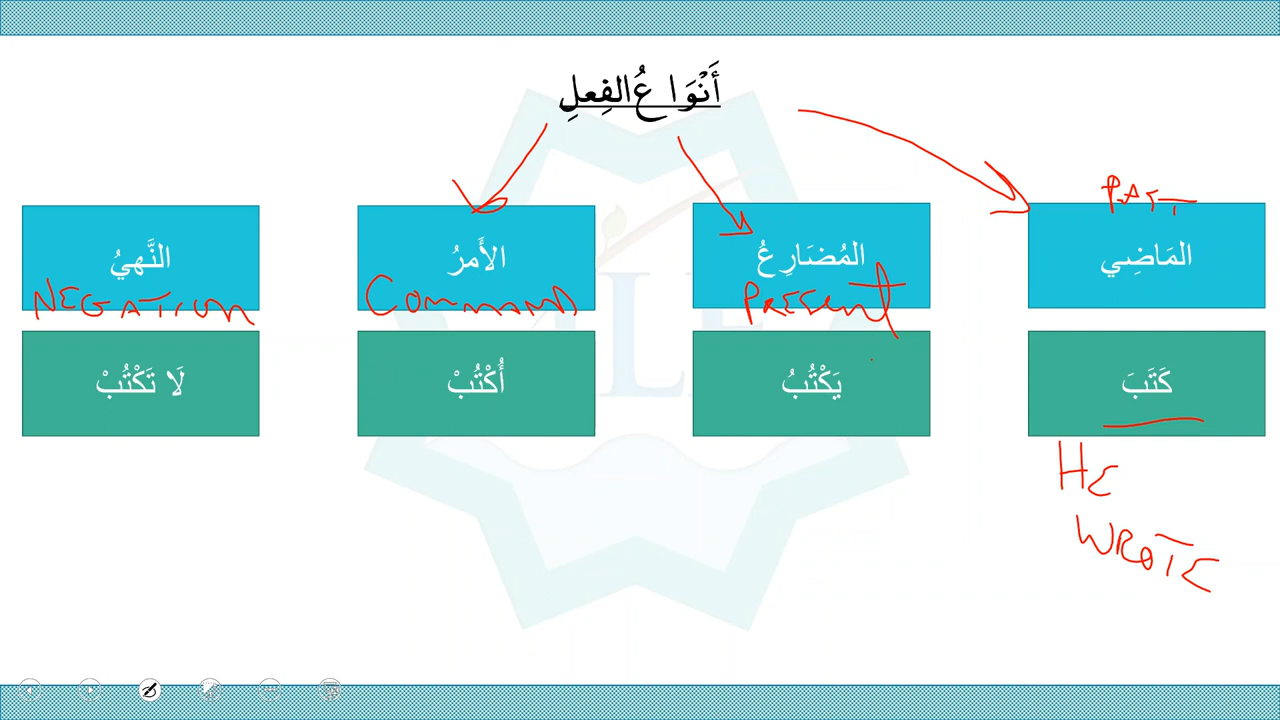 أَنْوَاعُ الفِعلِ
PAST
المَاضِي
المُضَارِعُ
PRESENT
الأَمرُ
COMMAND
النَّهيُ
NEGATION
كَتَبَ
يَكْتُبُ
أُكْتُبْ
لَا تَكْتُبْ
HE
WROTE